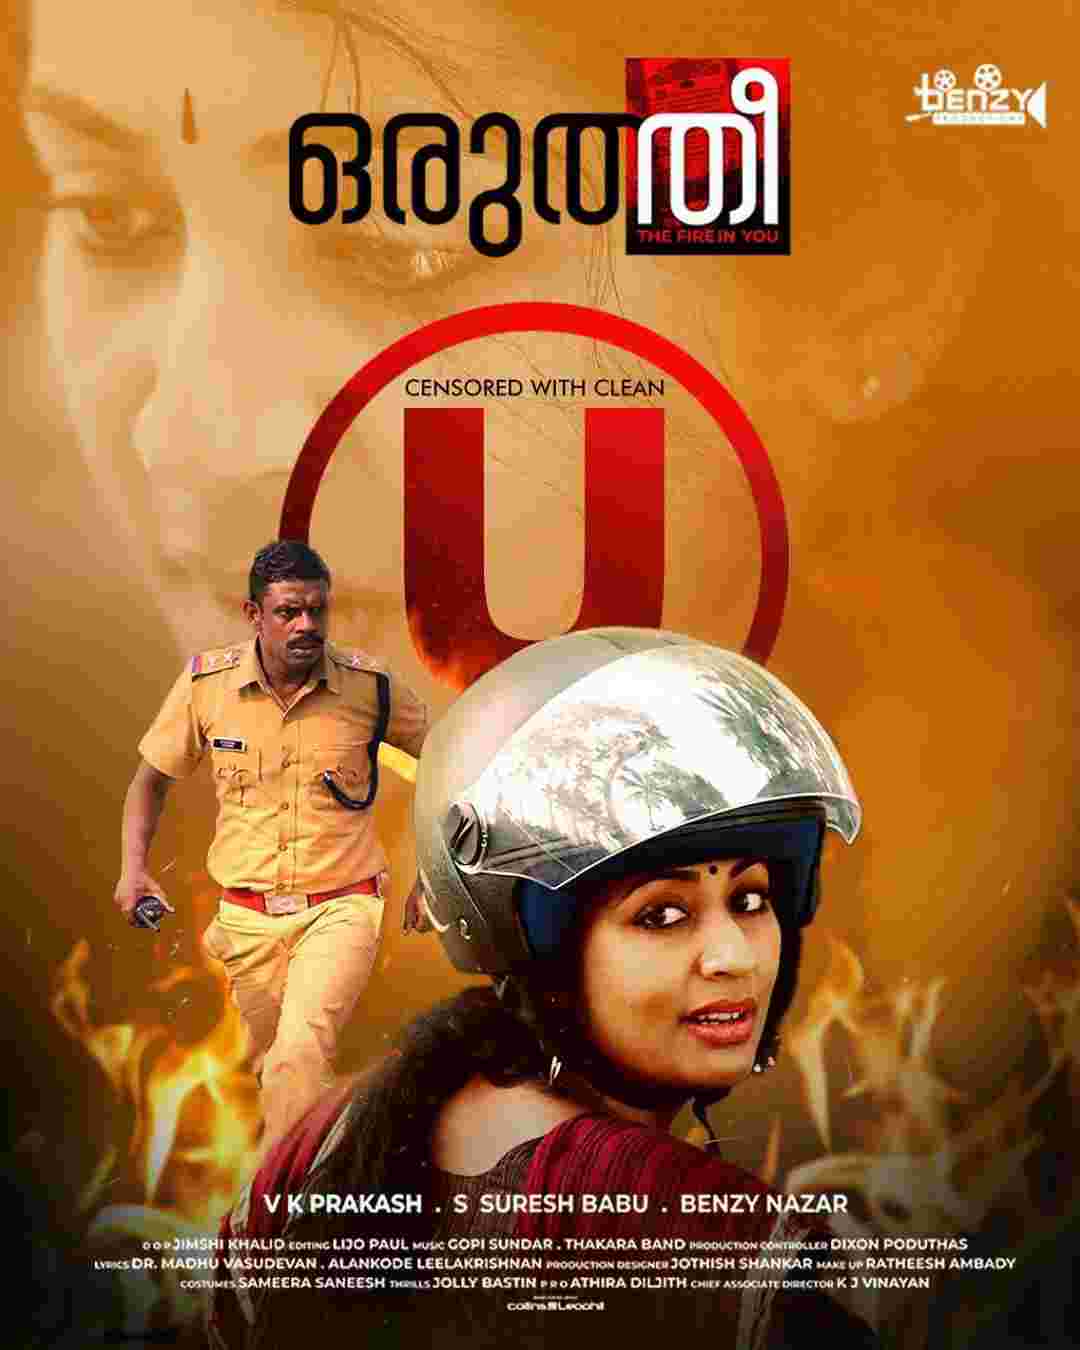 benzy
PRODUCTIONS
ഒരുത്തീ
THE FIRE IN YOU
CENSORED WITH CLEAN
U
V K PRAKASH . S SURESH BABU . BENZY NAZAR
D O P JIMSHI KHALID EDITING LIJO PAUL MUSIC GOPI SUNDAR . THAKARA BAND PRODUCTION CONTROLLER DIXON PODUTHAS
LYRICS DR. MADHU VASUDEVAN . ALANKODE LEELAKRISHNAN PRODUCTION DESIGNER JOTHISH SHANKAR MAKE UP RATHEESH AMBADY
COSTUMES SAMEERA SANEESH THRILLS JOLLY BASTIN P R O ATHIRA DILJITH CHIEF ASSOCIATE DIRECTOR K J VINAYAN